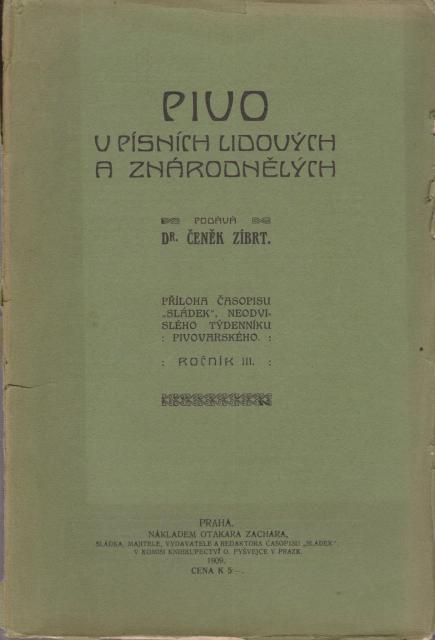 PIVO
V PÍSNÍCH LIDOVÝCH
A ZNÁRODNĚLÝCH
PODÁVÁ
DR. ČENĚK ZÍBRT.
PŘÍLOHA ČASOPISU
„SLÁDEK“, NEODVI-
SLÉHO TÝDENNÍKU
: PIVOVARSKÉHO. :
: ROČNÍK III. :
PRAHA.
NÁKLADEM OTAKARA ZACHARA,
SLÁDKA, MAJITELE, VYDAVATELE A REDAKTORA ČASOPISU „SLÁDEK“.
V KOMISI KNIHKUPECTVÍ O. PYŠVEJCE V PRAZE.
1909.
CENA K 5·—.